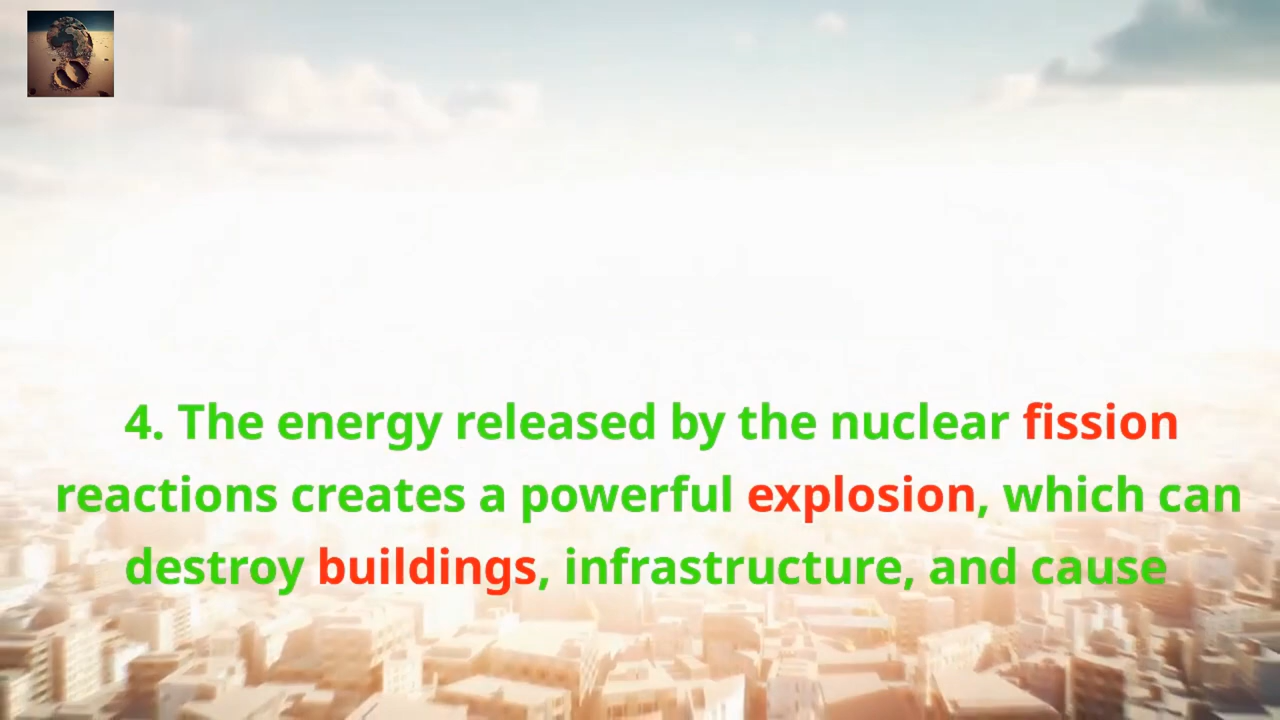 4. The energy released by the nuclear fission
reactions creates a powerful explosion, which can
destroy buildings, infrastructure, and cause